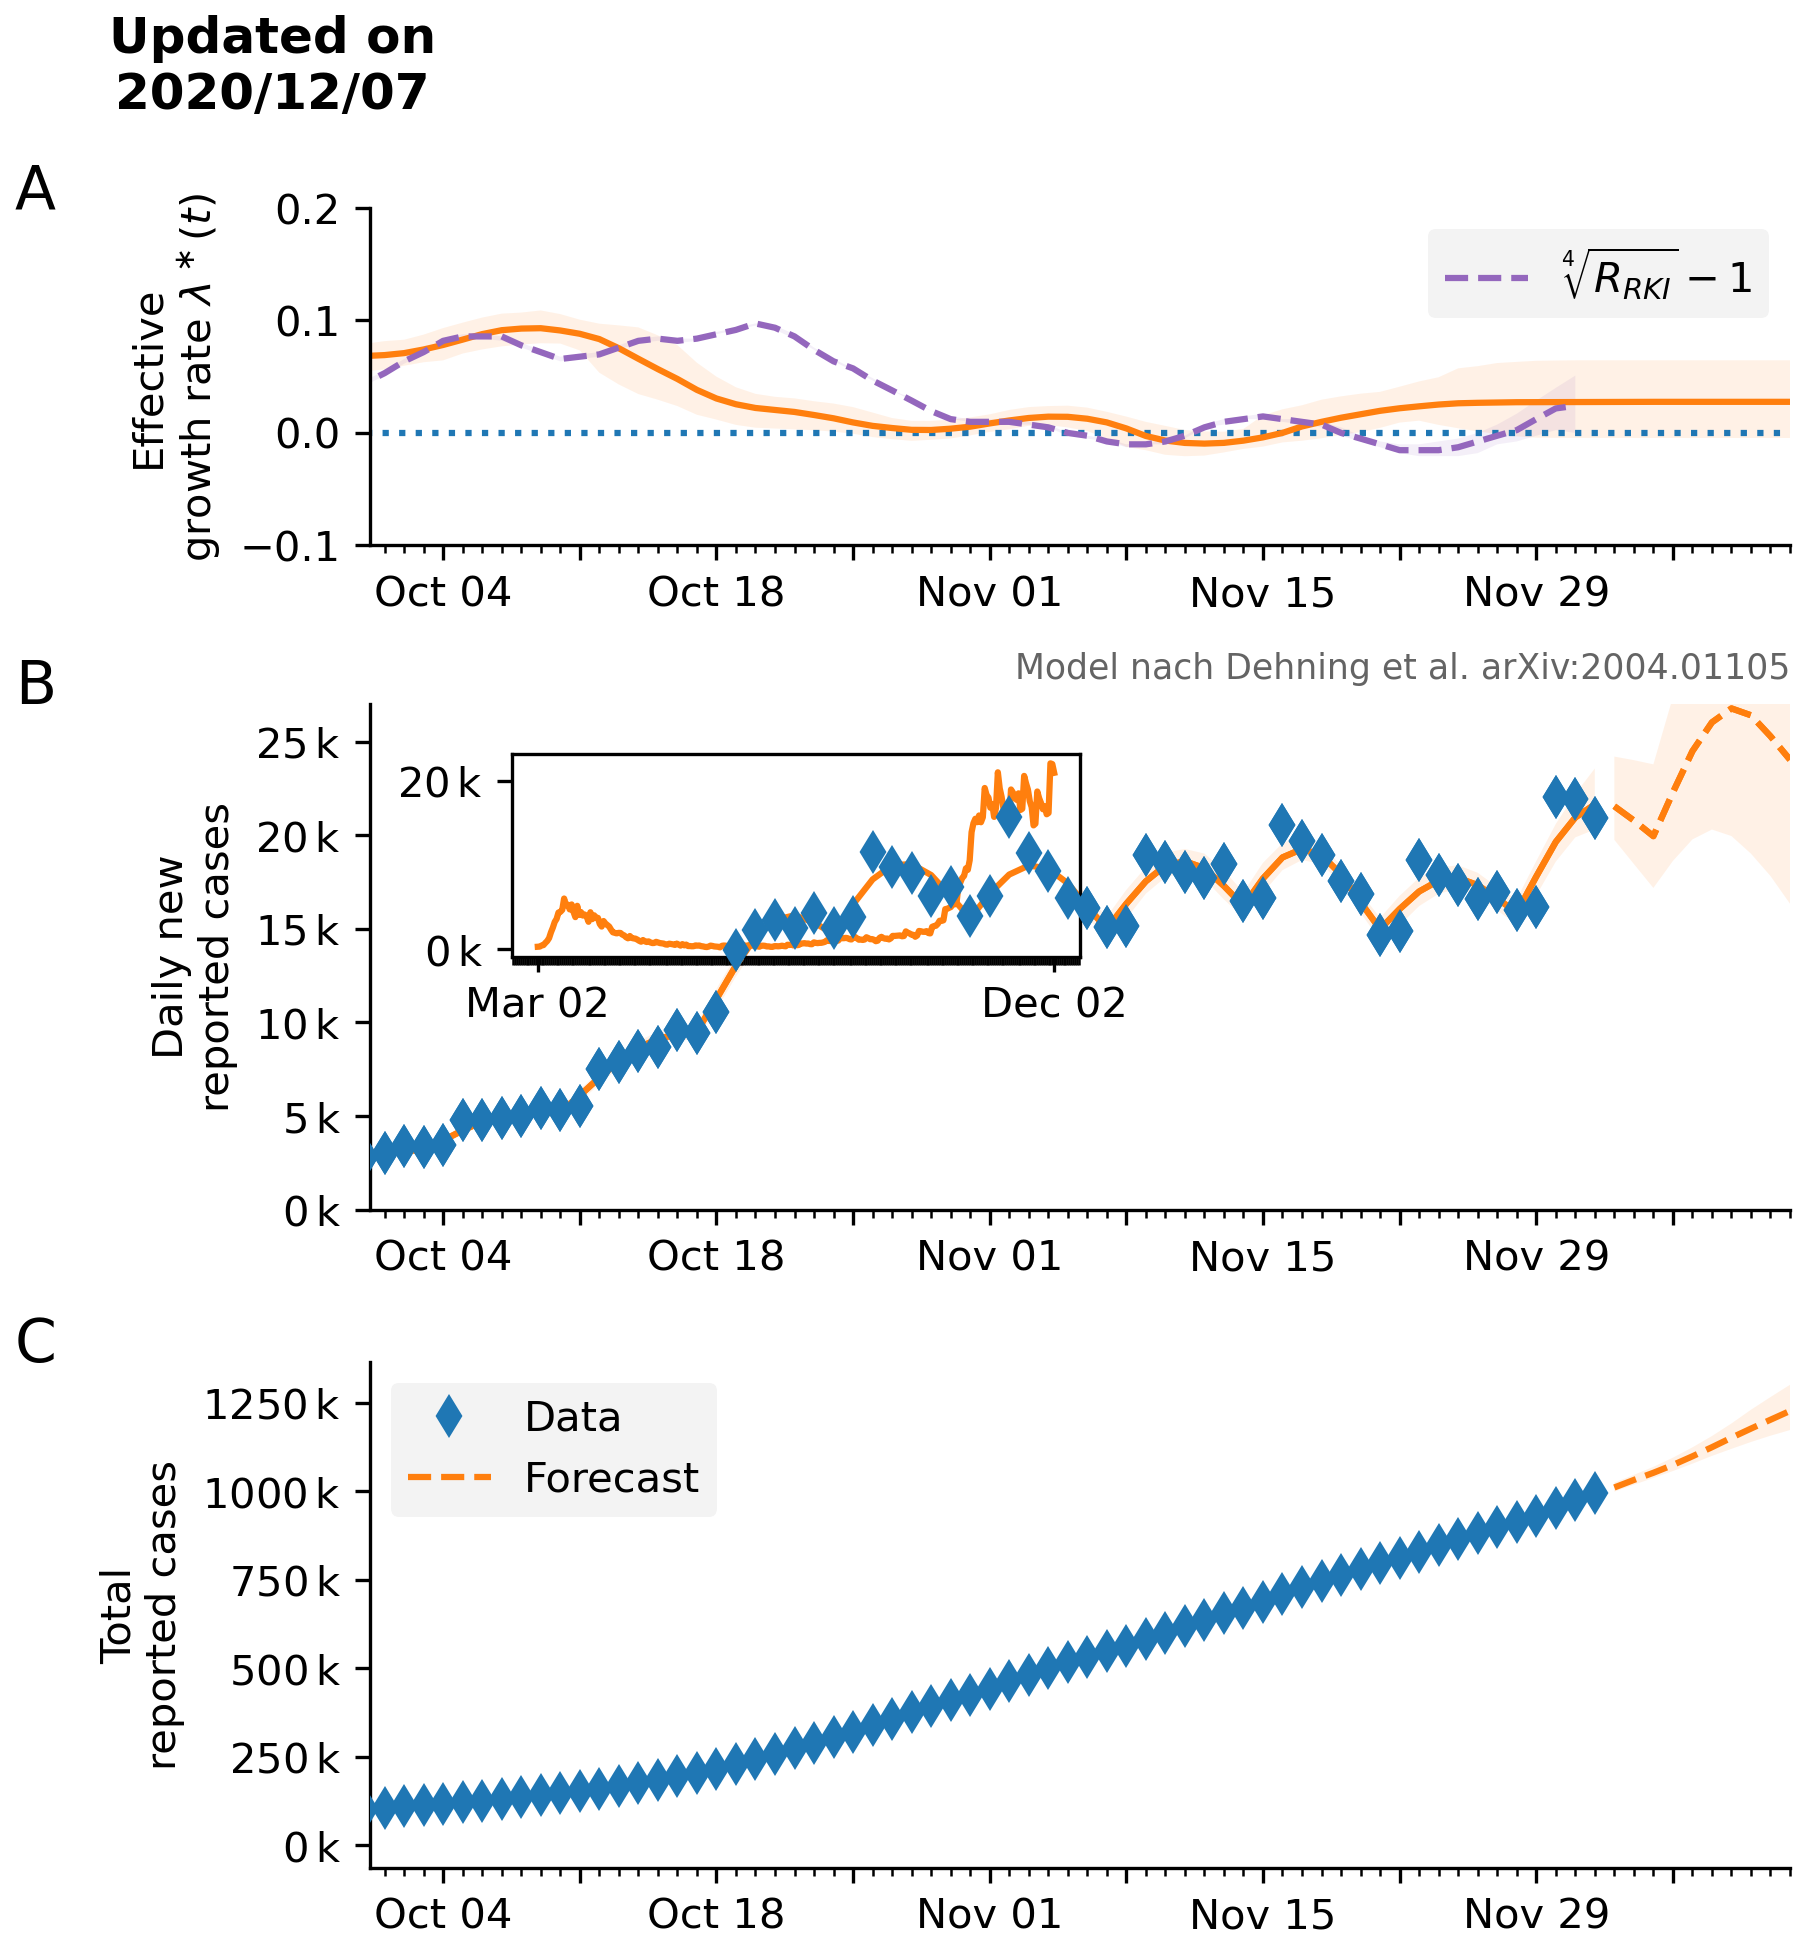 Updated on
2020/12/07
A
Effective
growth rate λ * (t)
0.2
0.1
0.0
−0.1
∜R_RKI − 1
Oct 04
Oct 18
Nov 01
Nov 15
Nov 29
Model nach Dehning et al. arXiv:2004.01105
B
Daily new
reported cases
25 k
20 k
15 k
10 k
5 k
0 k
20 k
0 k
Mar 02
Dec 02
Oct 04
Oct 18
Nov 01
Nov 15
Nov 29
C
Total
reported cases
1250 k
1000 k
750 k
500 k
250 k
0 k
Data
Forecast
Oct 04
Oct 18
Nov 01
Nov 15
Nov 29